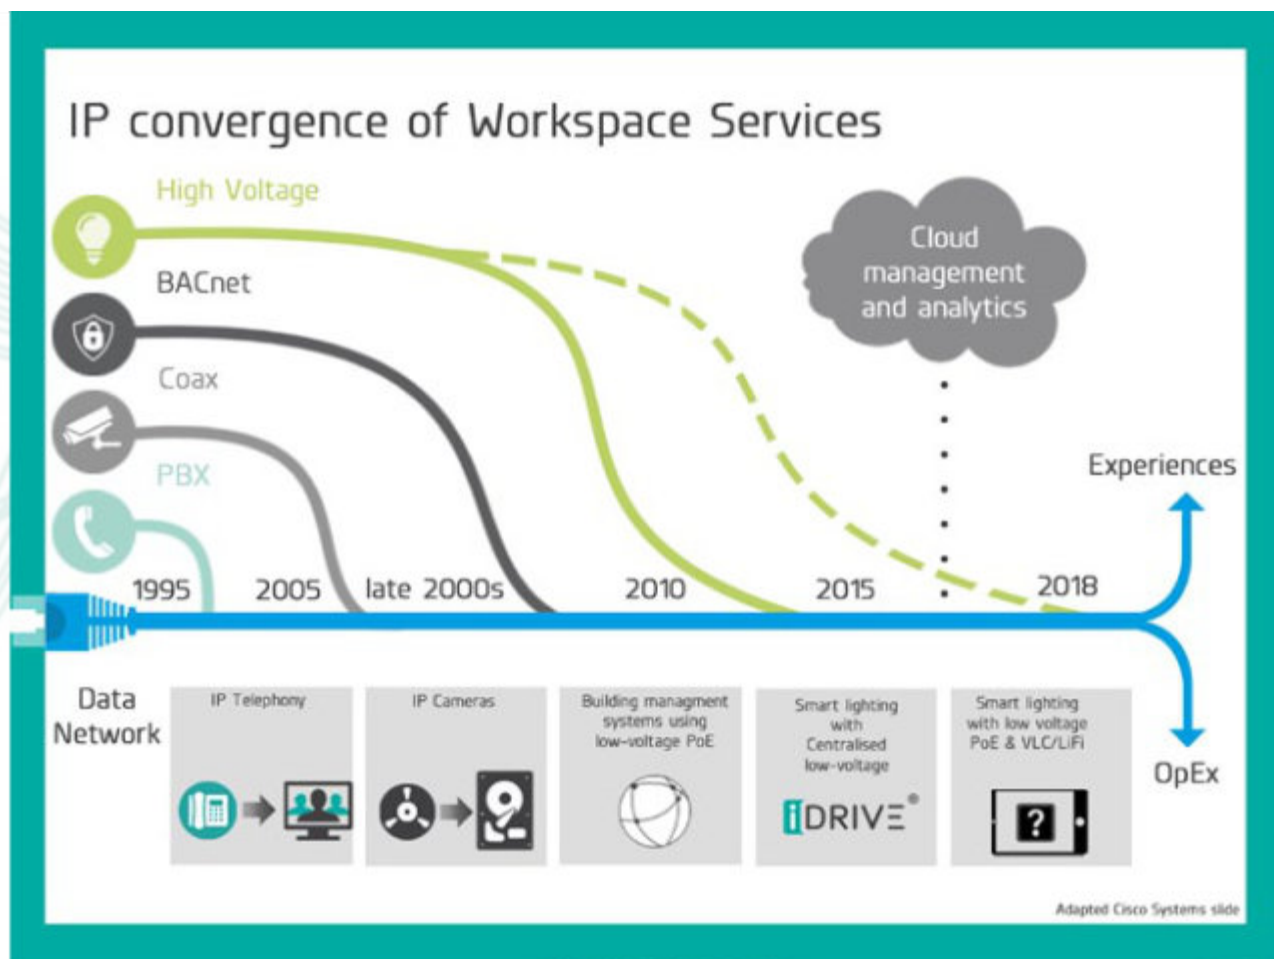 IP convergence of Workspace Services
High Voltage
BACnet
Coax
PBX
Cloud
management
and analytics
Experiences
1995
2005
late 2000s
2010
2015
2018
Data
Network
IP Telephony
IP Cameras
Building managment
systems using
low-voltage PoE
Smart lighting
with
Centralised
low-voltage
iDRIVE®
Smart lighting
with low voltage
PoE & VLC/LiFi
?
OpEx
Adapted Cisco Systems slide